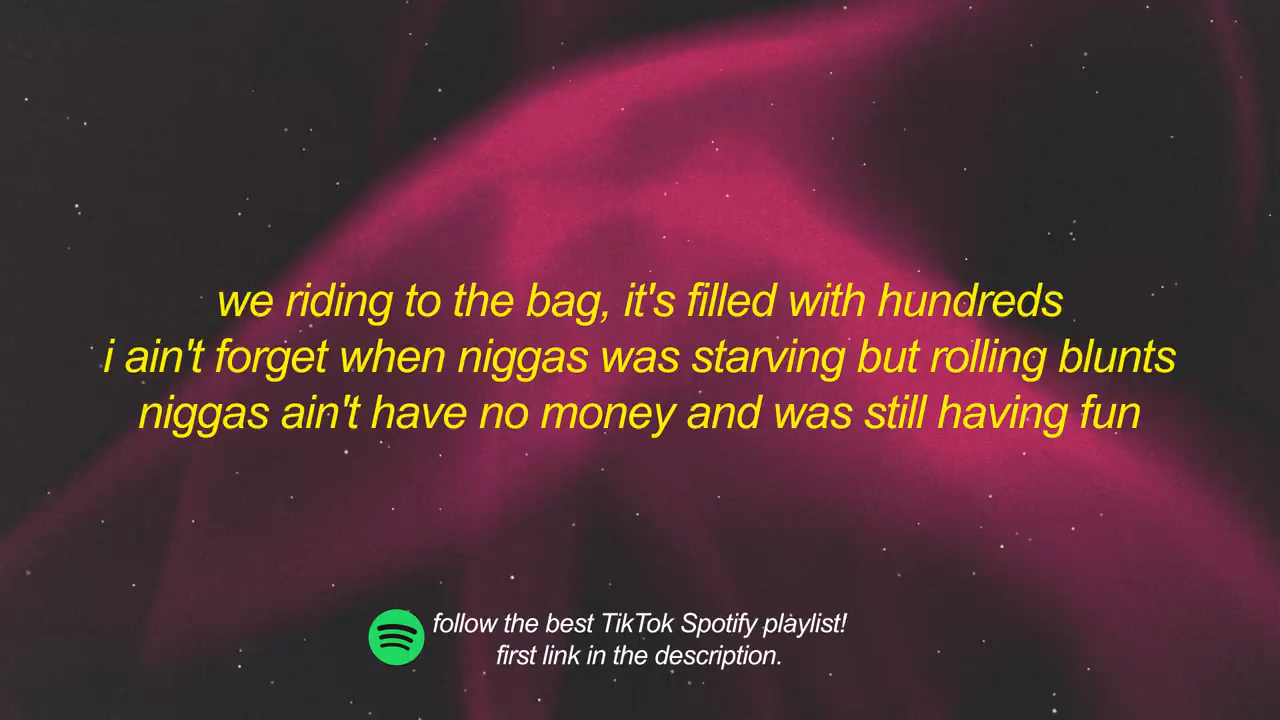 we riding to the bag, it's filled with hundreds
i ain't forget when niggas was starving but rolling blunts
niggas ain't have no money and was still having fun
follow the best TikTok Spotify playlist!
first link in the description.